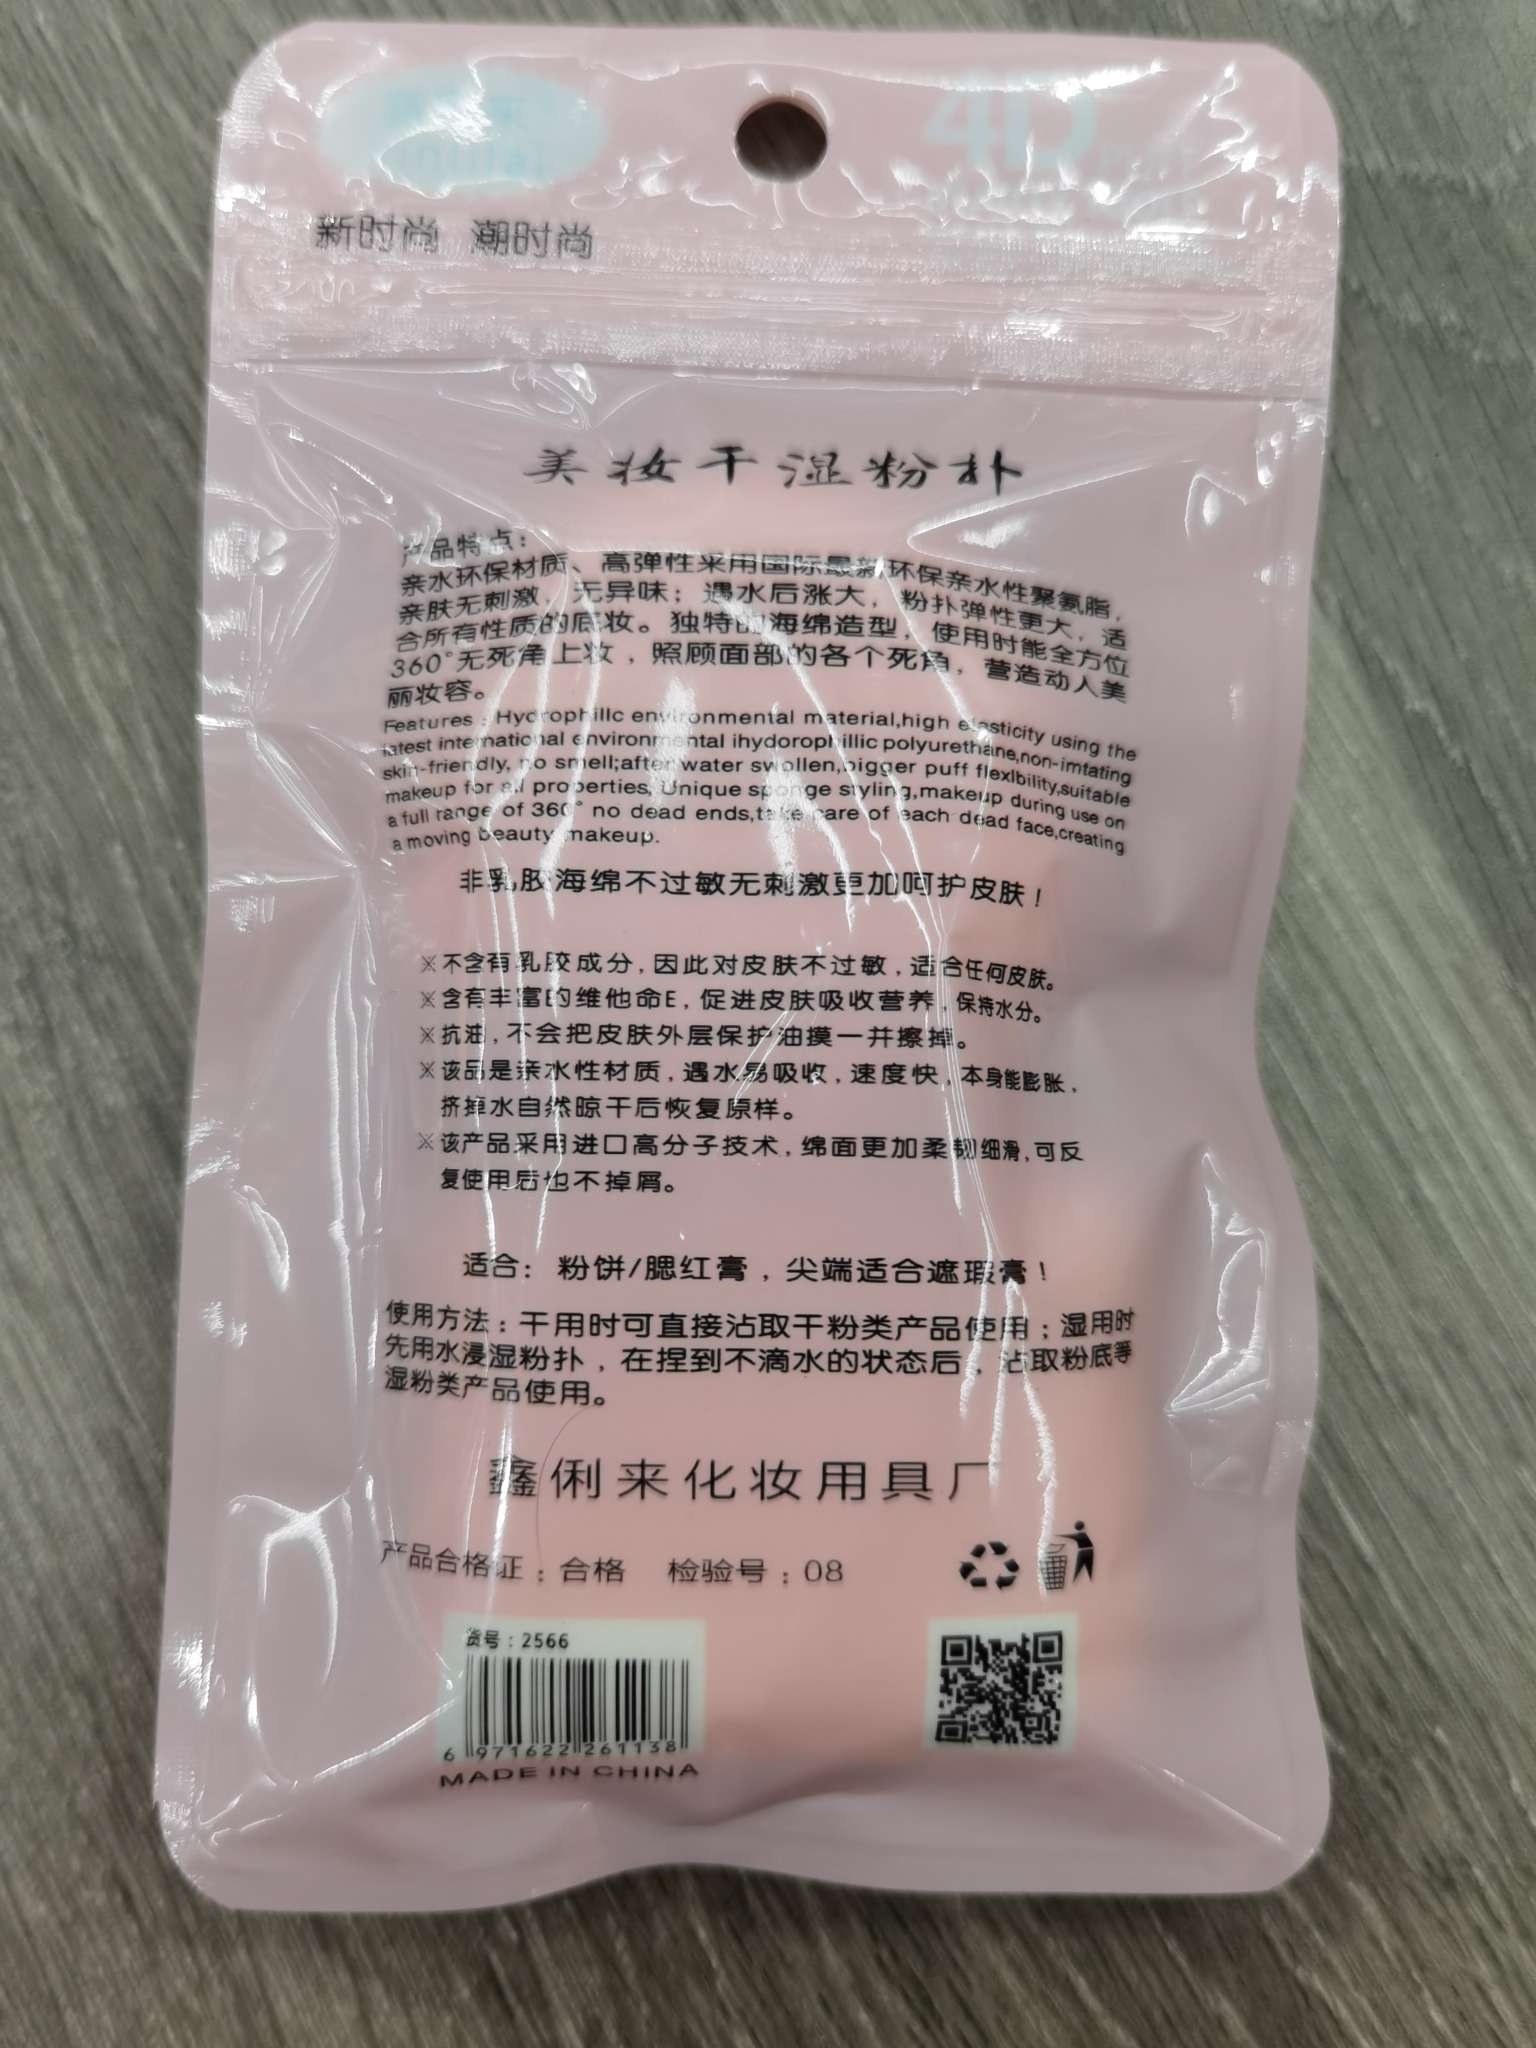 4D
新时尚 潮时尚
美妆干湿粉扑
产品特点：
亲水环保材质、高弹性采用国际最新环保亲水性聚氨脂，
亲肤无刺激，无异味；遇水后涨大，粉扑弹性更大，适
合所有性质的底妆。独特的海绵造型，使用时能全方位
360°无死角上妆，照顾面部的各个死角，营造动人美
丽妆容。
Features : Hydrophillc environmental material,high elasticity using the
latest international environmental ihydorophillic polyurethane,non-imtating
skin-friendly, no smell;after water swollen,bigger puff flexlbility,suitable
makeup for all properties, Unique sponge styling,makeup during use on
a full range of 360° no dead ends,take care of each dead face,creating
a moving beauty makeup.
非乳胶海绵不过敏无刺激更加呵护皮肤！
※不含有乳胶成分,因此对皮肤不过敏,适合任何皮肤。
※含有丰富的维他命E,促进皮肤吸收营养,保持水分。
※抗油,不会把皮肤外层保护油摸一并擦掉。
※该品是亲水性材质,遇水易吸收,速度快,本身能膨胀,
挤掉水自然晾干后恢复原样。
※该产品采用进口高分子技术,绵面更加柔韧细滑,可反
复使用后也不掉屑。
适合：粉饼/腮红膏，尖端适合遮瑕膏！
使用方法：干用时可直接沾取干粉类产品使用；湿用时
先用水浸湿粉扑，在捏到不滴水的状态后，沾取粉底等
湿粉类产品使用。
鑫俐来化妆用具厂
产品合格证：合格 检验号：08
货号：2566
6 971622 261138
MADE IN CHINA